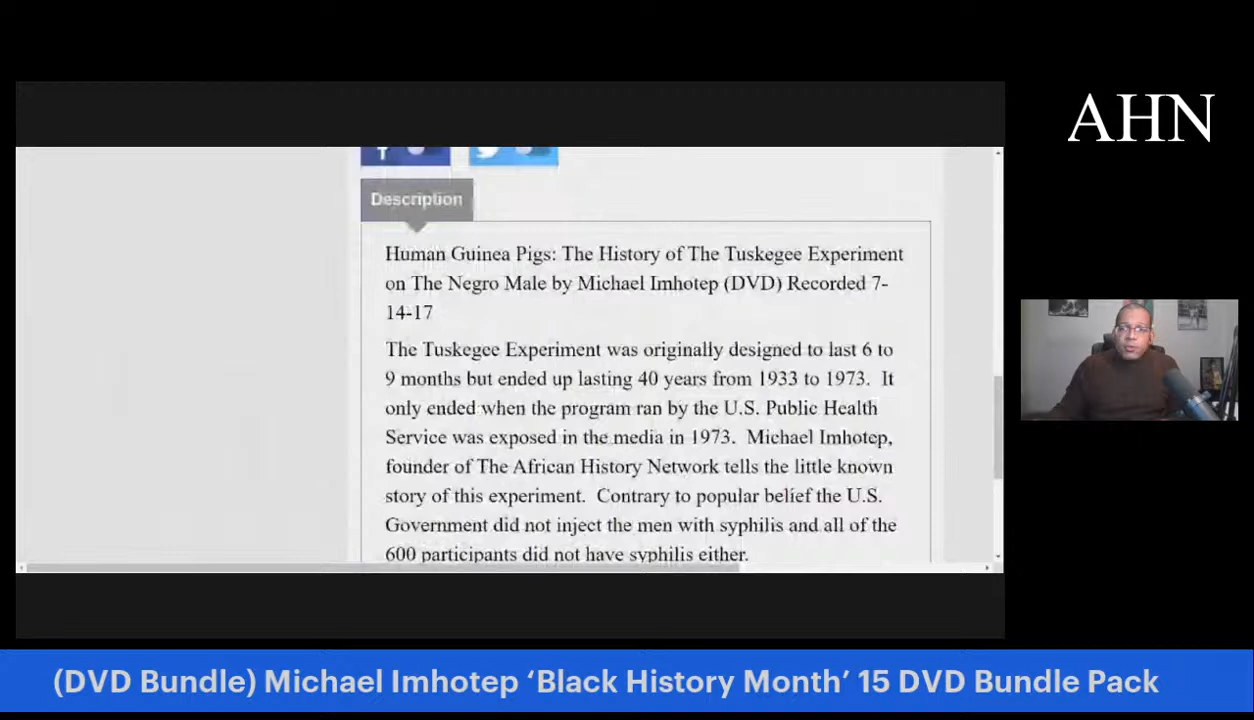 AHN
Description
Human Guinea Pigs: The History of The Tuskegee Experiment
on The Negro Male by Michael Imhotep (DVD) Recorded 7-
14-17
The Tuskegee Experiment was originally designed to last 6 to
9 months but ended up lasting 40 years from 1933 to 1973.  It
only ended when the program ran by the U.S. Public Health
Service was exposed in the media in 1973.  Michael Imhotep,
founder of The African History Network tells the little known
story of this experiment.  Contrary to popular belief the U.S.
Government did not inject the men with syphilis and all of the
600 participants did not have syphilis either.
(DVD Bundle) Michael Imhotep ‘Black History Month’ 15 DVD Bundle Pack